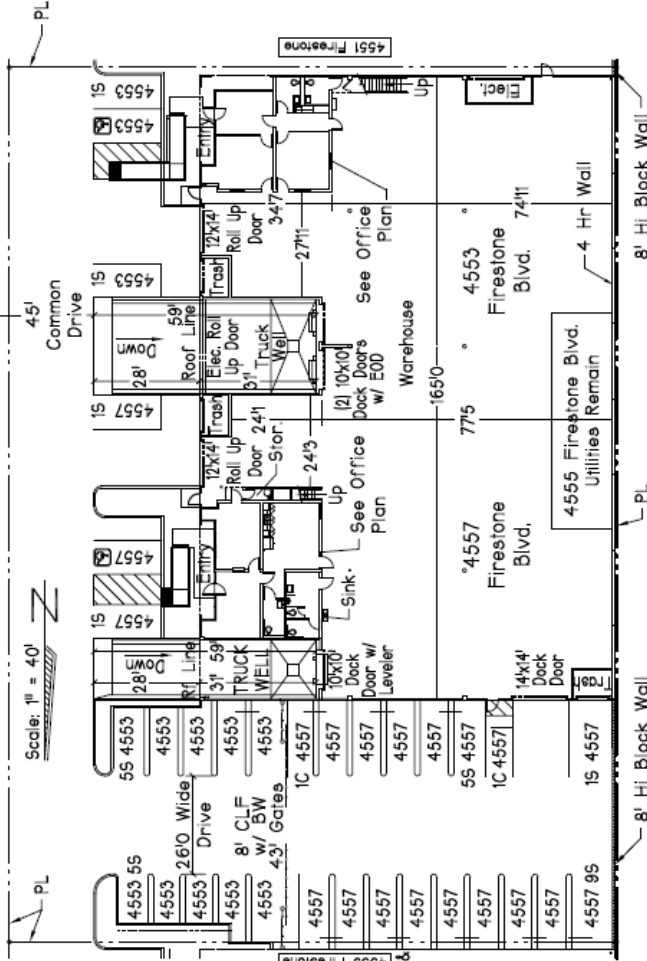 PL
45'
Common
Drive
Scale: 1" = 40'
PL
1S
4553
4553
1S
4553
1S
4557
4557
4557
1S
4551 Firestone
Entry
12'x14'
Roll Up
Door
34'7
27'11
Trash
28'
Down
59'
Roof Line
Elec. Roll
Up Door
31' Truck
Well
(2) 10'x10'
Dock Doors
w/ EOD
Trash
24'1
12'x14'
Roll Up
Door
Stor.
24'3
Up
Up
Elect.
See Office
Plan
See Office
Plan
Entry
Sink
28'
Down
59'
Rf Line
31'
TRUCK
WELL
10'x10'
Dock
Door w/
Leveler
Warehouse
165'0
74'11
77'5
4553
Firestone
Blvd.
4557
Firestone
Blvd.
4555 Firestone Blvd.
Utilities Remain
4 Hr Wall
8' Hi Block Wall
PL
14'x14'
Dock
Door
Trash
8' Hi Block Wall
5S 4553
4553
4553
4553
4553
26'0 Wide
Drive
8' CLF
w/ BW
43' Gates
4553 5S
4553
4553
4553
4553
1C 4557
4557
4557
4557
4557
5S 4557
1C 4557
1S 4557
4557
4557
4557
4557
4557
4557
4557
4557
4557 9S